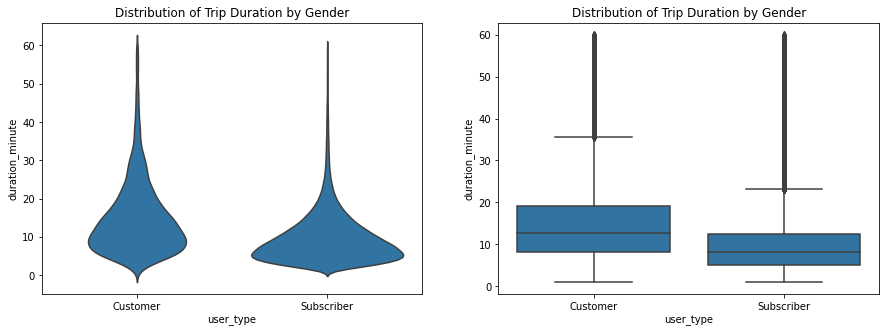 Distribution of Trip Duration by Gender
60
50
40
30
20
10
0
duration_minute
Customer
Subscriber
user_type
Distribution of Trip Duration by Gender
60
50
40
30
20
10
0
duration_minute
Customer
Subscriber
user_type